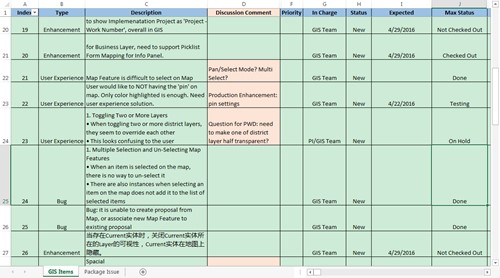 A B C D E F G H I J
1 Index Type Description Discussion Comment Priority In Charge Status Expected Max Status
to show Implemenatation Project as 'Project
Work Number', overall in GIS
20 19 Enhancement GIS Team New 4/29/2016 Not Checked Out
for Business Layer, need to support Picklist
Form Mapping for Info Panel.
21 20 Enhancement GIS Team New 4/29/2016 Checked Out
Pan/Select Mode? Multi
Select?
22 21 User Experience Map Feature is difficult to select on Map GIS Team New Done
User would like to NOT having the 'pin' on
map. Only color highlighted is enough. Need
user experience solution.
Production Enhancement:
pin settings
23 22 User Experience GIS Team New 4/22/2016 Testing
1. Toggling Two or More Layers
• When toggling two or more district layers,
they seem to override each other
• This looks confusing to the user
Question for PWD: need
to make one of district
layer half transparent?
24 23 User Experience PI/GIS Team New On Hold
1. Multiple Selection and Un-Selecting Map
Features
• When an item is selected on the map,
there is no way to un-select it
• There are also instances when selecting an
item on the map does not add it to the list of
selected items
25 24 Bug GIS Team New Done
Bug: it is unable to create proposal from
Map, or associate new Map Feature to
existing proposal
26 25 Bug GIS Team New Done
当存在Current实体时，关闭Current实体所
在的Layer的可视性，Current实体在地图上
隐藏。
27 26 Enhancement GIS Team New 4/29/2016 Not Checked Out
Spacial
GIS Items Package Issue